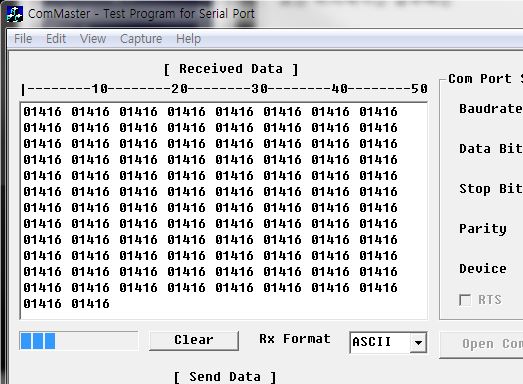 ComMaster - Test Program for Serial Port
File Edit View Capture Help
[ Received Data ]
|--------10--------20--------30--------40--------50
01416 01416 01416 01416 01416 01416 01416 01416
01416 01416 01416 01416 01416 01416 01416 01416
01416 01416 01416 01416 01416 01416 01416 01416
01416 01416 01416 01416 01416 01416 01416 01416
01416 01416 01416 01416 01416 01416 01416 01416
01416 01416 01416 01416 01416 01416 01416 01416
01416 01416 01416 01416 01416 01416 01416 01416
01416 01416 01416 01416 01416 01416 01416 01416
01416 01416 01416 01416 01416 01416 01416 01416
01416 01416 01416 01416 01416 01416 01416 01416
01416 01416 01416 01416 01416 01416 01416 01416
01416 01416 01416 01416 01416 01416 01416 01416
01416 01416
Com Port S
Baudrate
Data Bit
Stop Bit
Parity
Device
RTS
Clear
Rx Format
ASCII
Open Com
[ Send Data ]